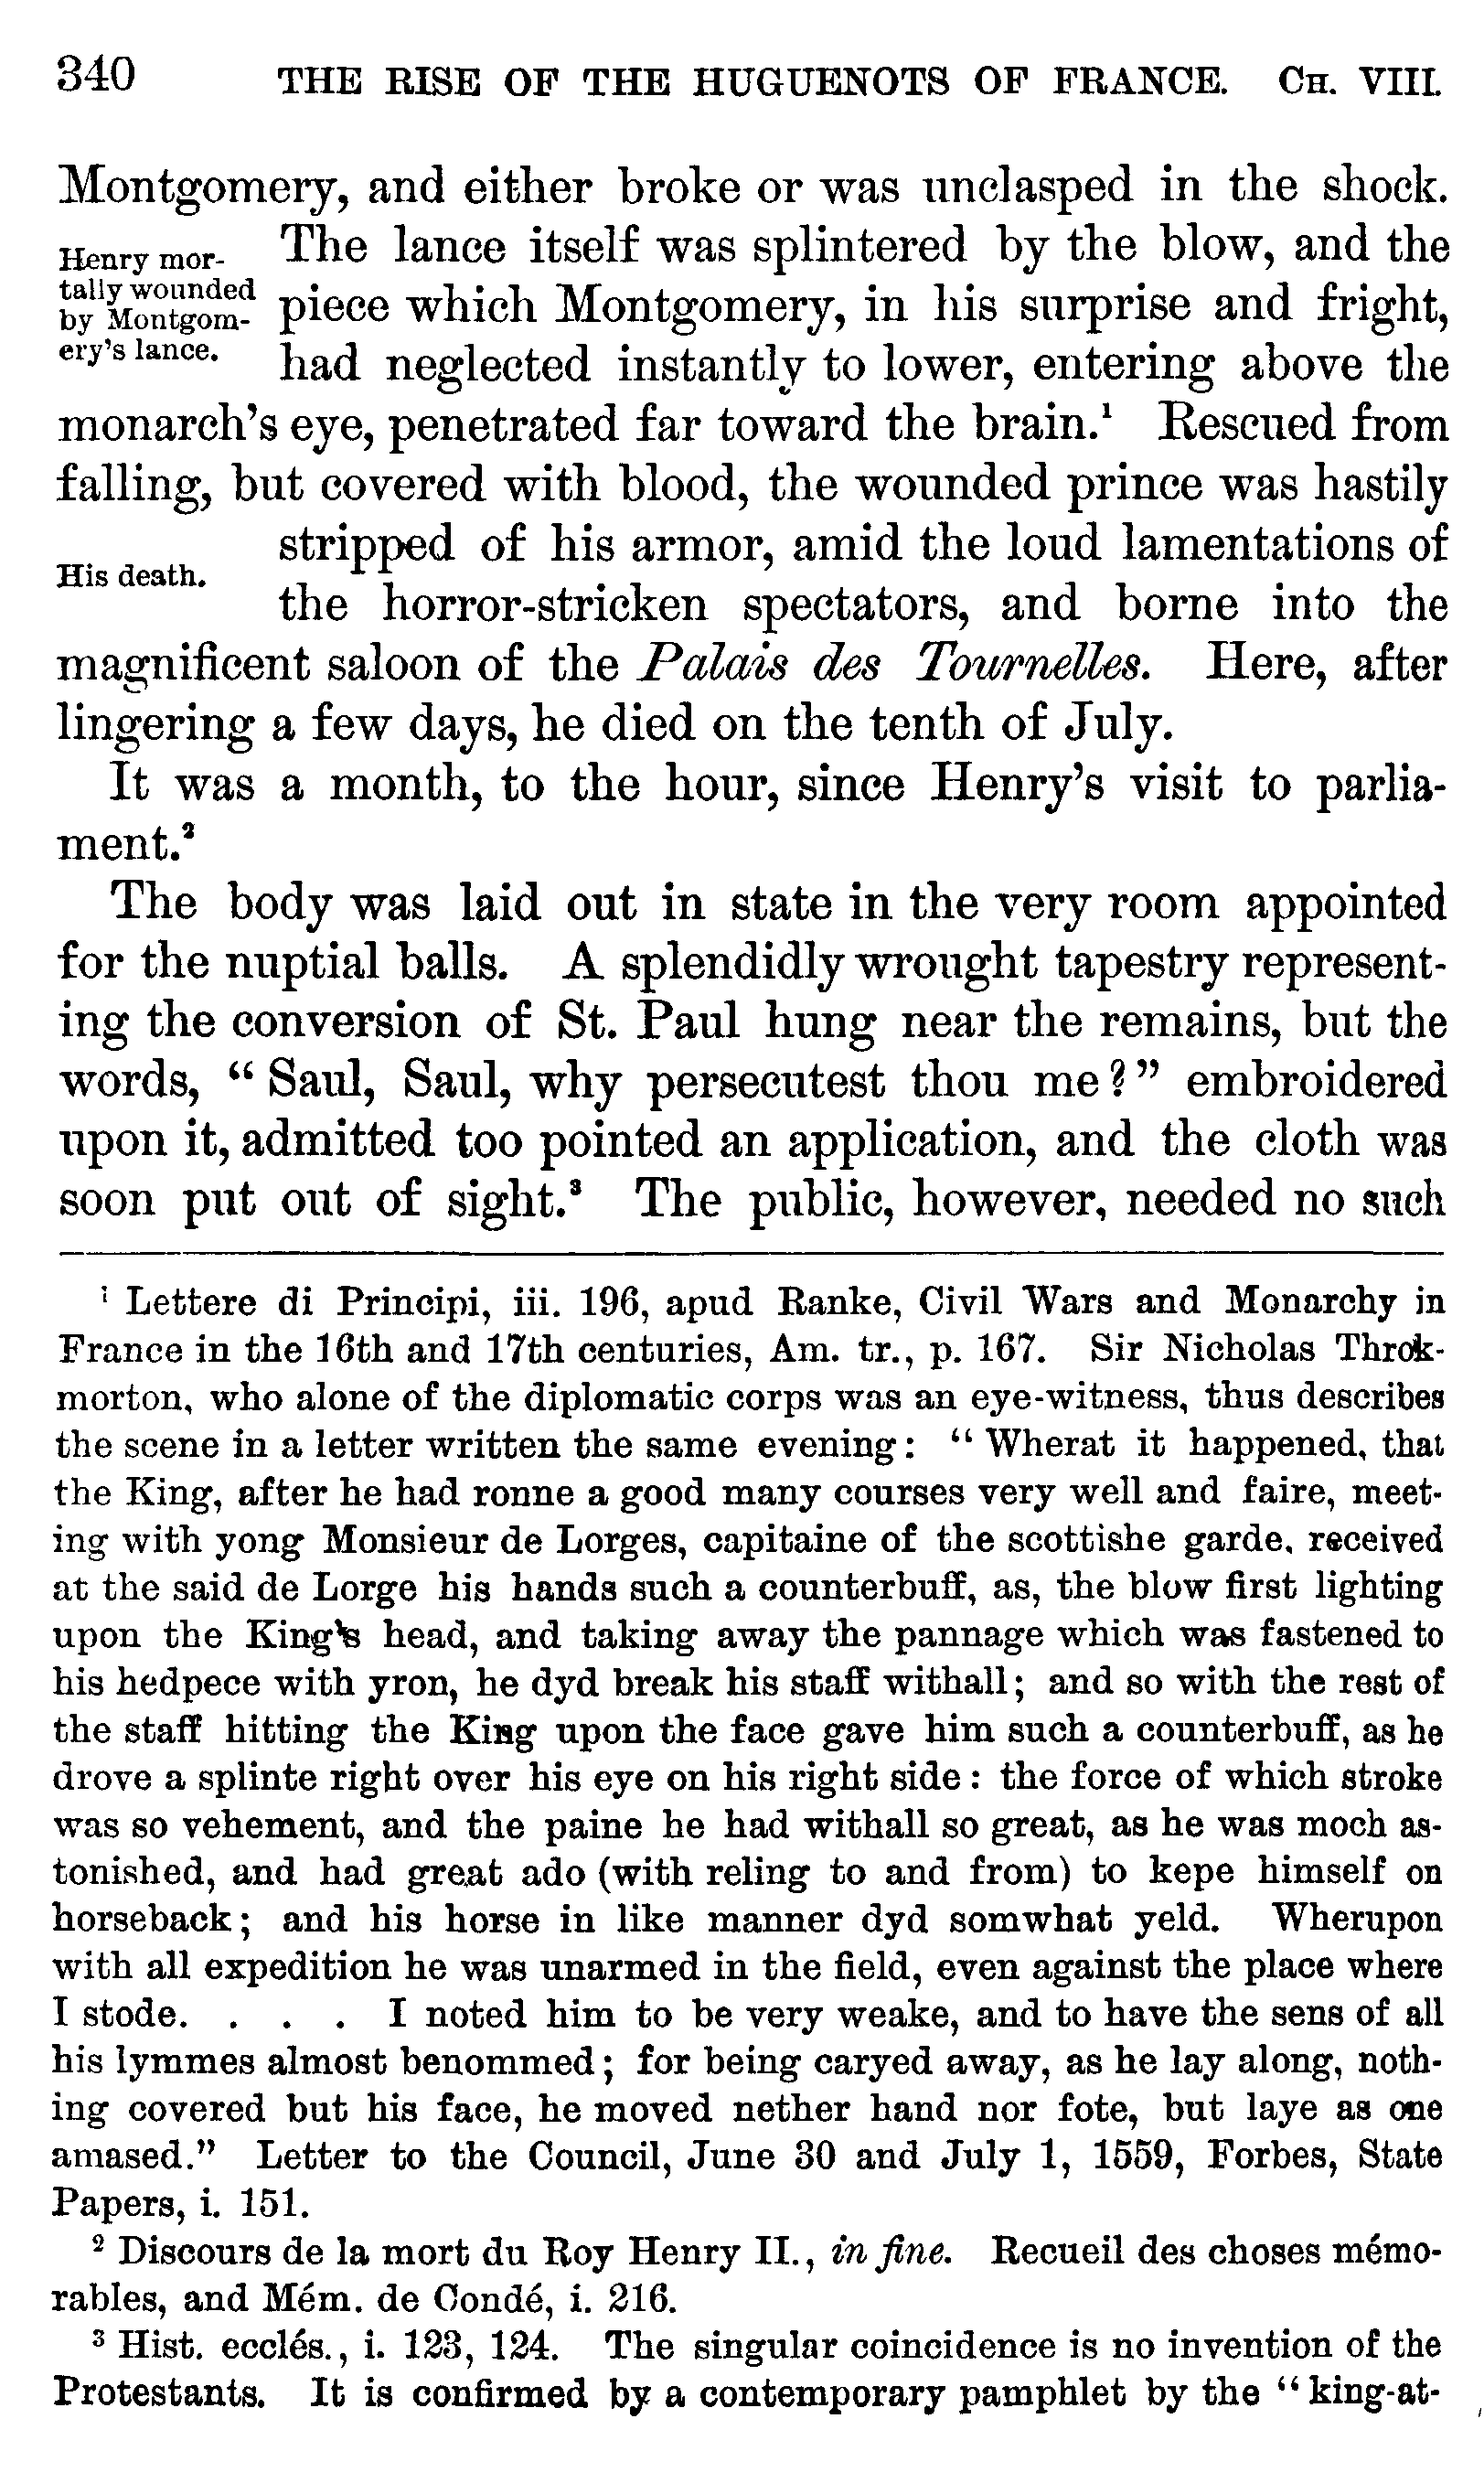 340 THE RISE OF THE HUGUENOTS OF FRANCE. CH. VIII.
Montgomery, and either broke or was unclasped in the shock.
Henry mor-
tally wounded
by Montgom-
ery's lance.
The lance itself was splintered by the blow, and the
piece which Montgomery, in his surprise and fright,
had neglected instantly to lower, entering above the
monarch's eye, penetrated far toward the brain.¹ Rescued from
falling, but covered with blood, the wounded prince was hastily
His death.
stripped of his armor, amid the loud lamentations of
the horror-stricken spectators, and borne into the
magnificent saloon of the Palais des Tournelles. Here, after
lingering a few days, he died on the tenth of July.
It was a month, to the hour, since Henry's visit to parlia-
ment.²
The body was laid out in state in the very room appointed
for the nuptial balls. A splendidly wrought tapestry represent-
ing the conversion of St. Paul hung near the remains, but the
words, “Saul, Saul, why persecutest thou me?” embroidered
upon it, admitted too pointed an application, and the cloth was
soon put out of sight.³ The public, however, needed no such
¹ Lettere di Principi, iii. 196, apud Ranke, Civil Wars and Monarchy in
France in the 16th and 17th centuries, Am. tr., p. 167. Sir Nicholas Throk-
morton, who alone of the diplomatic corps was an eye-witness, thus describes
the scene in a letter written the same evening: “Wherat it happened, that
the King, after he had ronne a good many courses very well and faire, meet-
ing with yong Monsieur de Lorges, capitaine of the scottishe garde, received
at the said de Lorge his hands such a counterbuff, as, the blow first lighting
upon the King's head, and taking away the pannage which was fastened to
his hedpece with yron, he dyd break his staff withall; and so with the rest of
the staff hitting the King upon the face gave him such a counterbuff, as he
drove a splinte right over his eye on his right side: the force of which stroke
was so vehement, and the paine he had withall so great, as he was moch as-
tonished, and had great ado (with reling to and from) to kepe himself on
horseback; and his horse in like manner dyd somwhat yeld. Wherupon
with all expedition he was unarmed in the field, even against the place where
I stode. . . . I noted him to be very weake, and to have the sens of all
his lymmes almost benommed; for being caryed away, as he lay along, noth-
ing covered but his face, he moved nether hand nor fote, but laye as one
amased.” Letter to the Council, June 30 and July 1, 1559, Forbes, State
Papers, i. 151.
² Discours de la mort du Roy Henry II., in fine. Recueil des choses mémo-
rables, and Mém. de Condé, i. 216.
³ Hist. ecclés., i. 123, 124. The singular coincidence is no invention of the
Protestants. It is confirmed by a contemporary pamphlet by the “king-at-